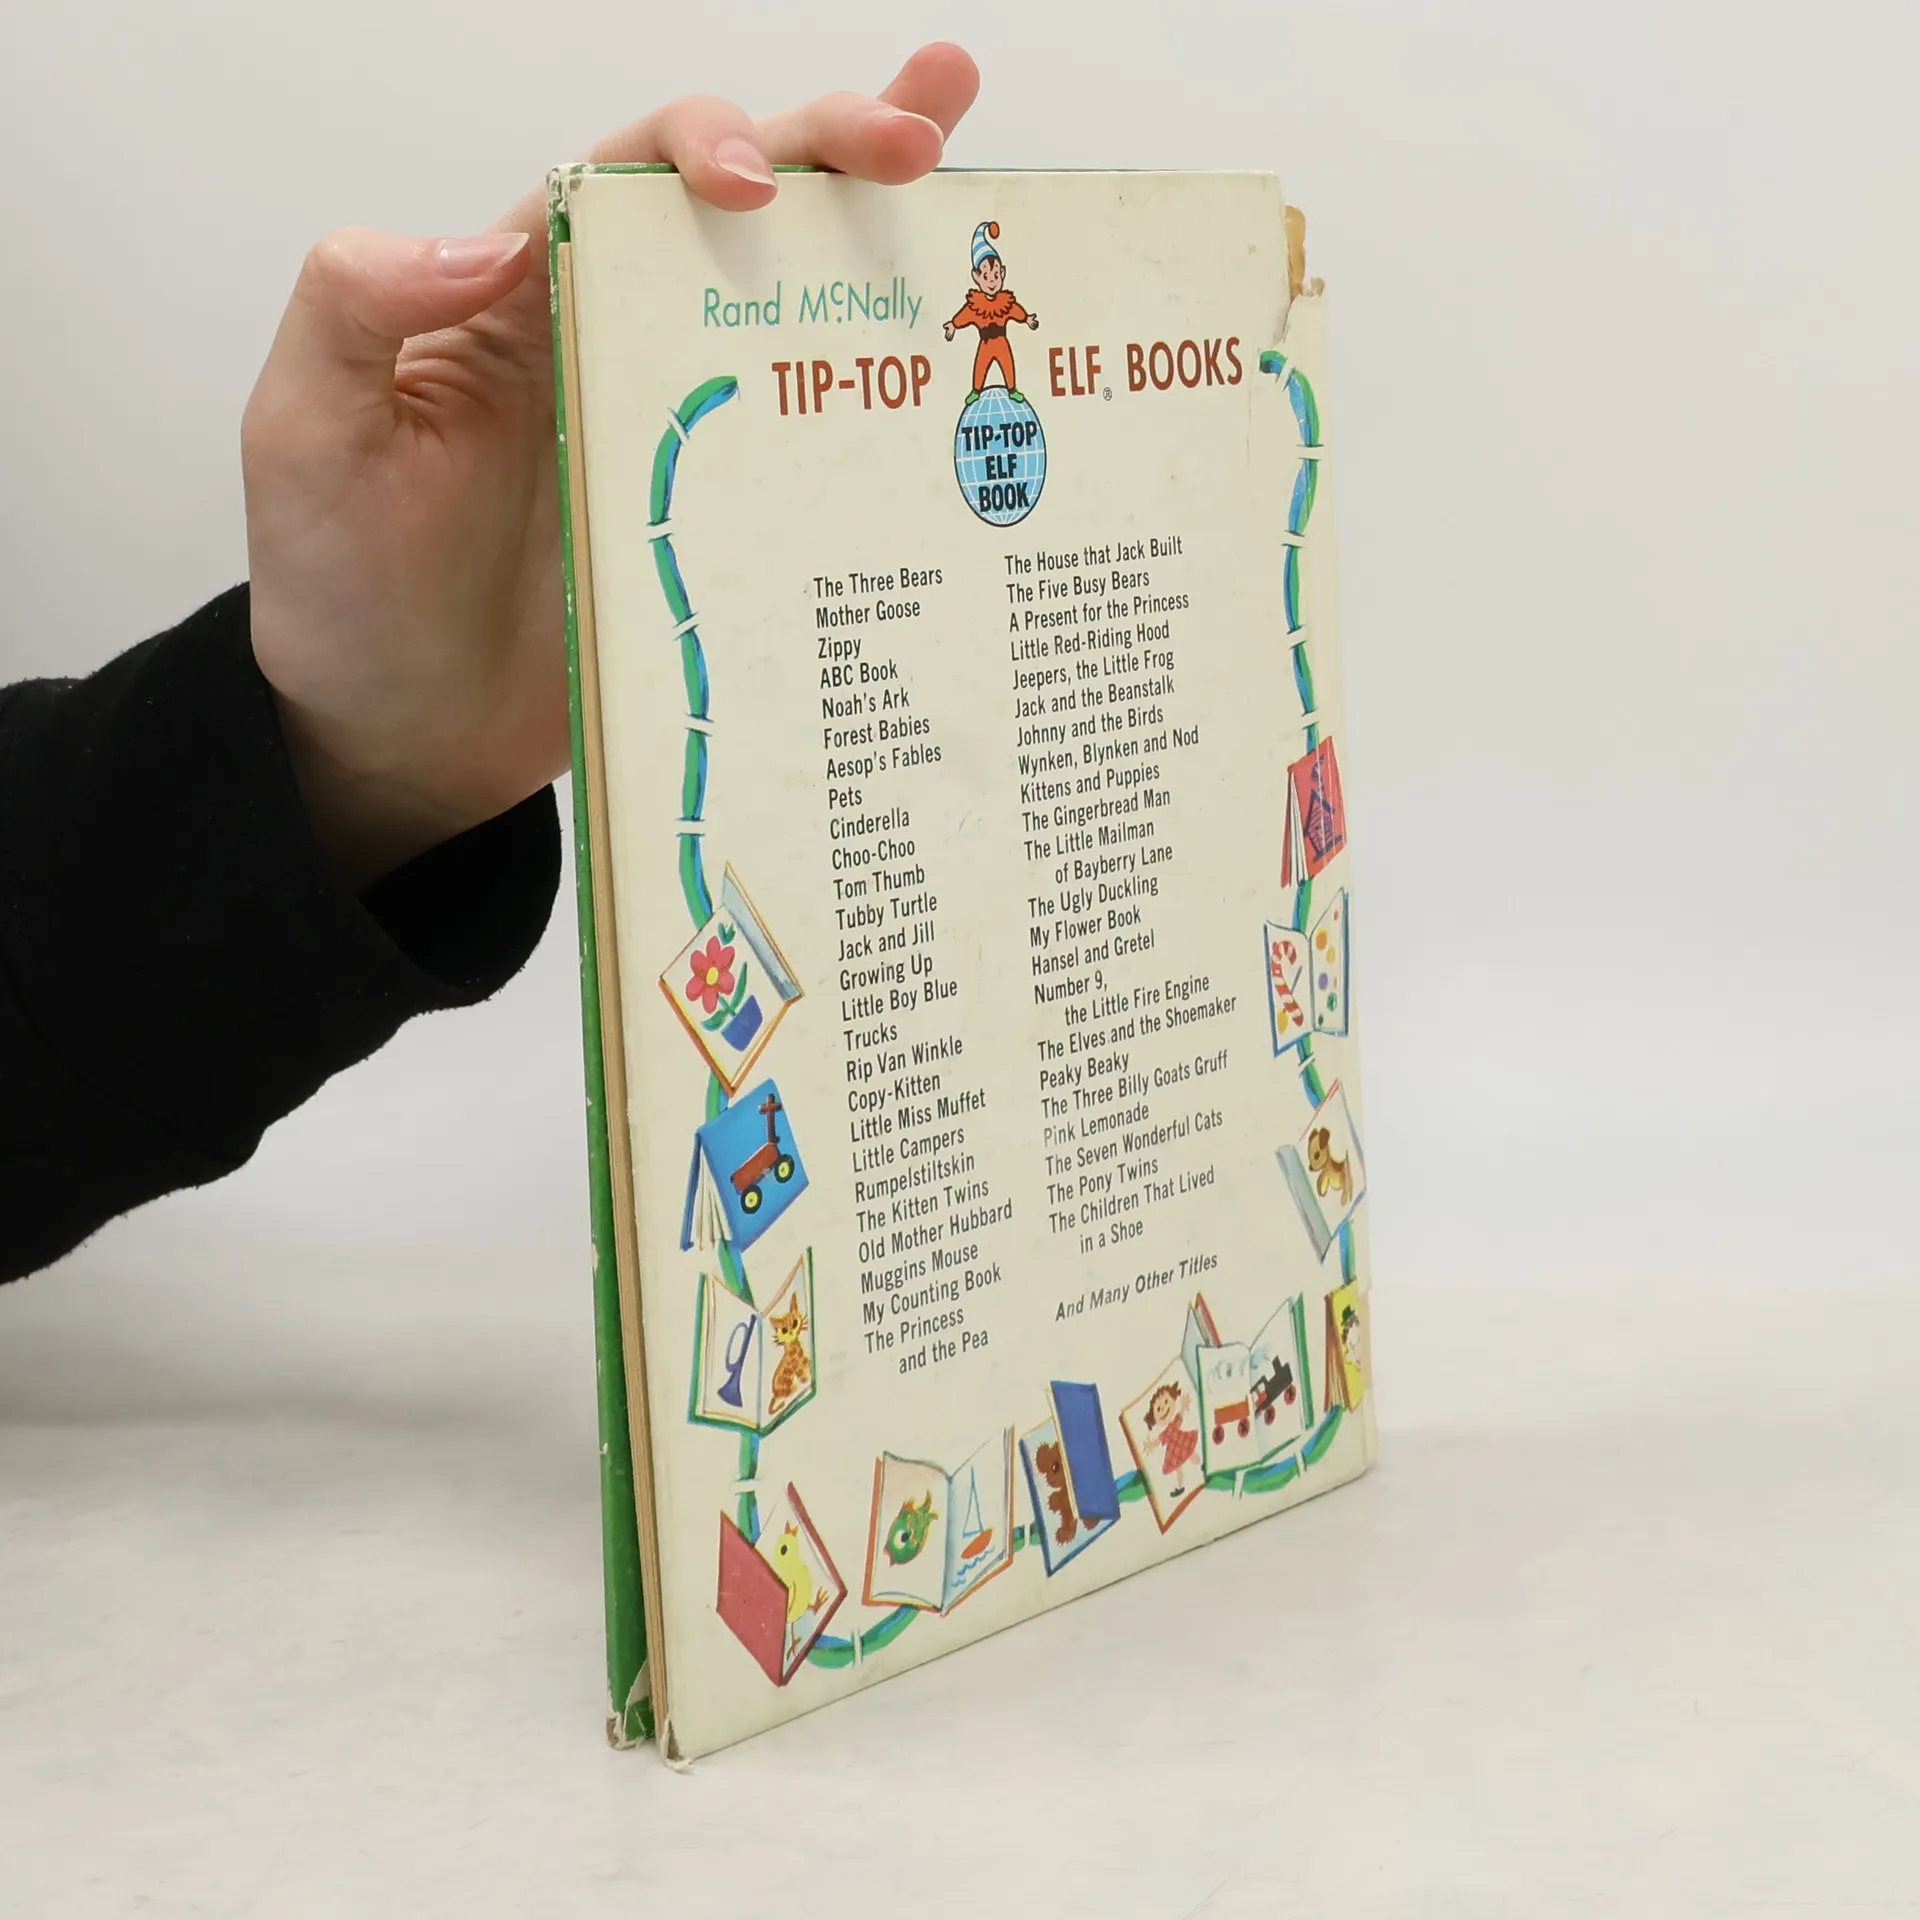 Rand McNally
TIP-TOP ELF® BOOKS
TIP-TOP
ELF
BOOK
The Three Bears
Mother Goose
Zippy
ABC Book
Noah's Ark
Forest Babies
Aesop's Fables
Pets
Cinderella
Choo-Choo
Tom Thumb
Tubby Turtle
Jack and Jill
Growing Up
Little Boy Blue
Trucks
Rip Van Winkle
Copy-Kitten
Little Miss Muffet
Little Campers
Rumpelstiltskin
The Kitten Twins
Old Mother Hubbard
Muggins Mouse
My Counting Book
The Princess
and the Pea
The House that Jack Built
The Five Busy Bears
A Present for the Princess
Little Red-Riding Hood
Jeepers, the Little Frog
Jack and the Beanstalk
Johnny and the Birds
Wynken, Blynken and Nod
Kittens and Puppies
The Gingerbread Man
The Little Mailman
of Bayberry Lane
The Ugly Duckling
My Flower Book
Hansel and Gretel
Number 9,
the Little Fire Engine
The Elves and the Shoemaker
Peaky Beaky
The Three Billy Goats Gruff
Pink Lemonade
The Seven Wonderful Cats
The Pony Twins
The Children That Lived
in a Shoe
And Many Other Titles